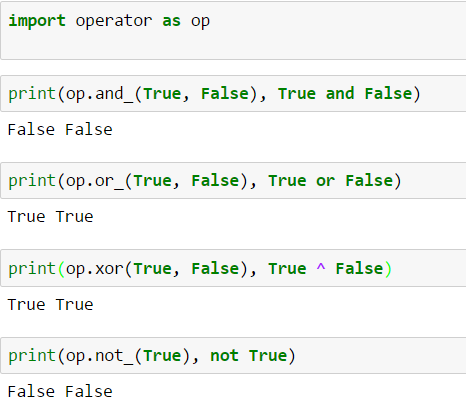 import operator as op
print(op.and_(True, False), True and False)
False False
print(op.or_(True, False), True or False)
True True
print(op.xor(True, False), True ^ False)
True True
print(op.not_(True), not True)
False False